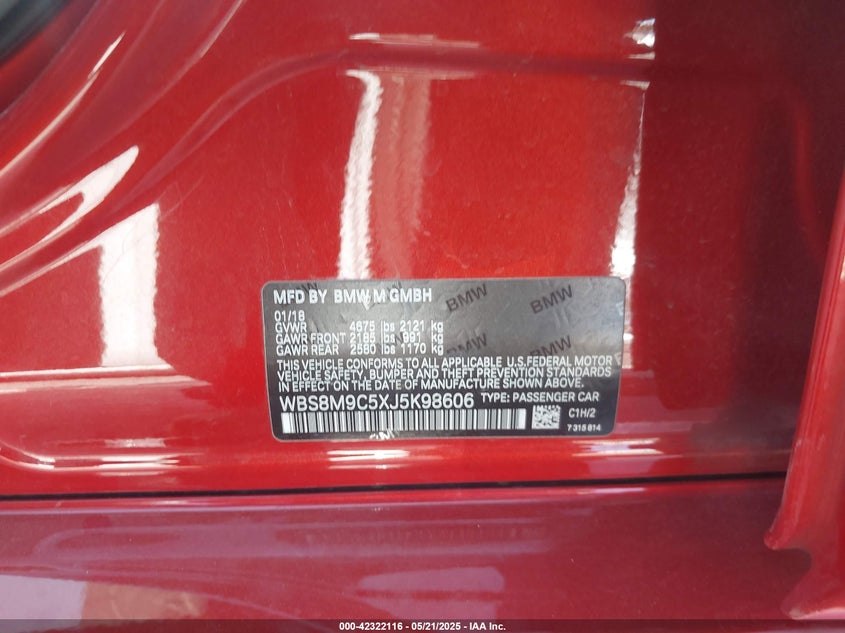 MFD BY BMW M GMBH
01/18
GVWR 4675 lbs 2121 kg
GAWR FRONT 2185 lbs 991 kg
GAWR REAR 2580 lbs 1170 kg
THIS VEHICLE CONFORMS TO ALL APPLICABLE U.S.FEDERAL MOTOR
VEHICLE SAFETY, BUMPER AND THEFT PREVENTION STANDARDS
IN EFFECT ON THE DATE OF MANUFACTURE SHOWN ABOVE.
WBS8M9C5XJ5K98606 TYPE: PASSENGER CAR
C1H/2
7315814
BMW
BMW
BMW
000-42322116 - 05/21/2025 - IAA Inc.